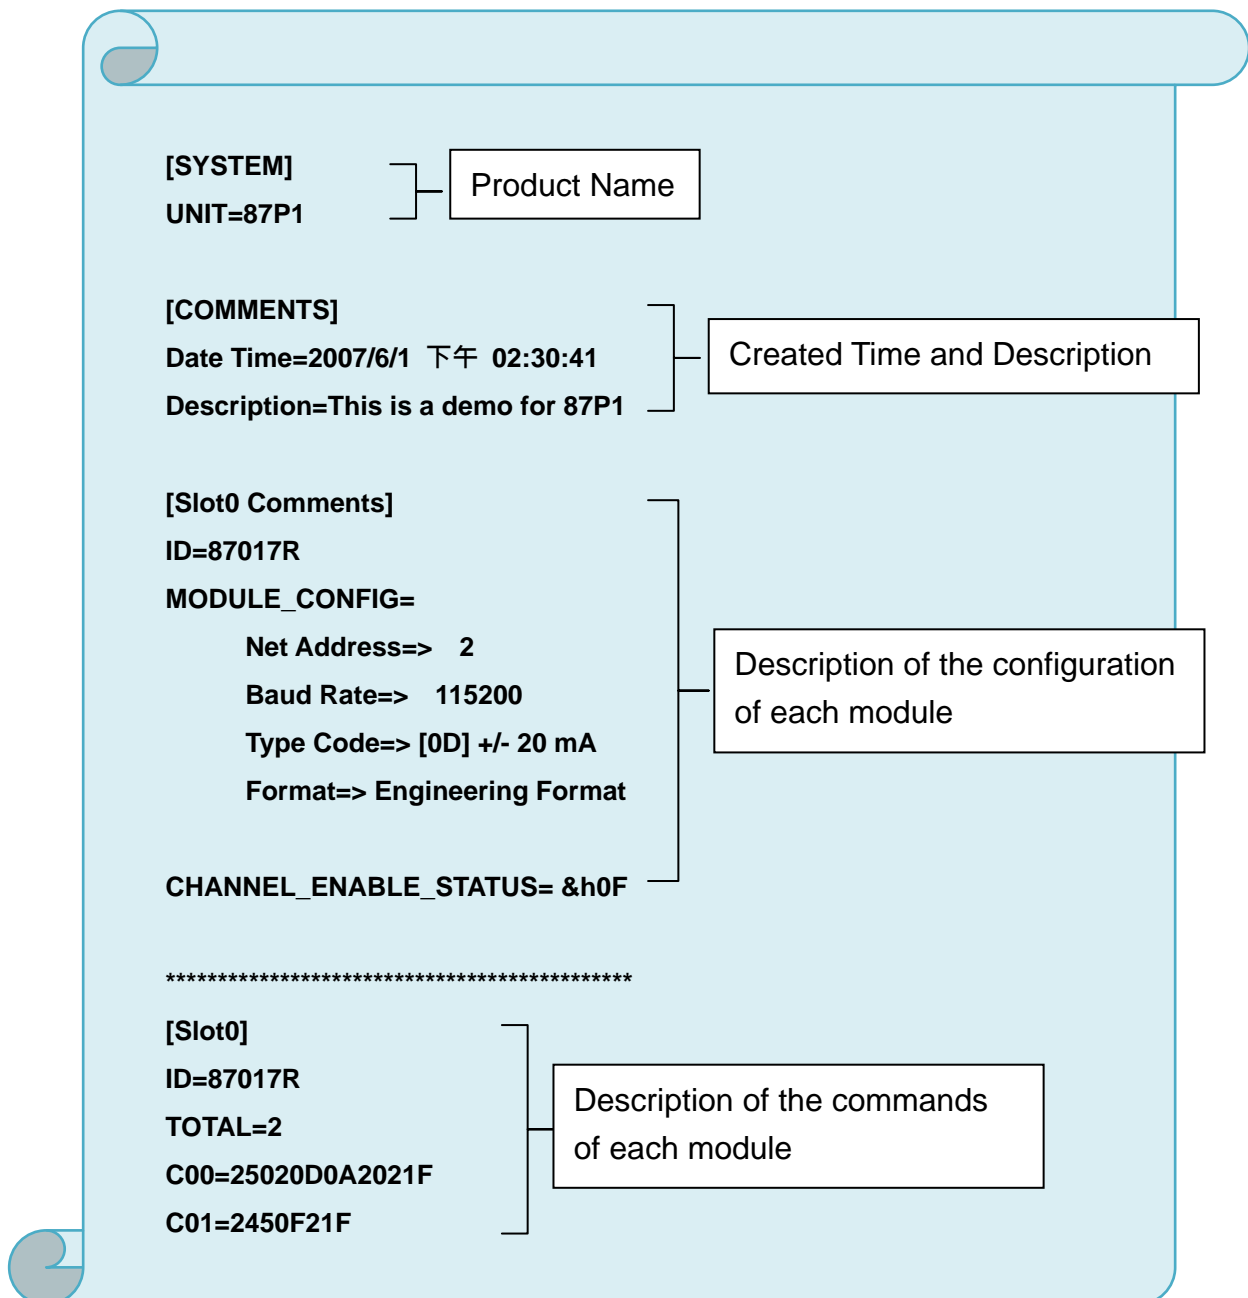 [SYSTEM]
UNIT=87P1
Product Name
[COMMENTS]
Date Time=2007/6/1 下午 02:30:41
Description=This is a demo for 87P1
Created Time and Description
[Slot0 Comments]
ID=87017R
MODULE_CONFIG=
Net Address=> 2
Baud Rate=> 115200
Type Code=> [0D] +/- 20 mA
Format=> Engineering Format
CHANNEL_ENABLE_STATUS= &h0F
Description of the configuration
of each module
*********************************************
[Slot0]
ID=87017R
TOTAL=2
C00=25020D0A2021F
C01=2450F21F
Description of the commands
of each module